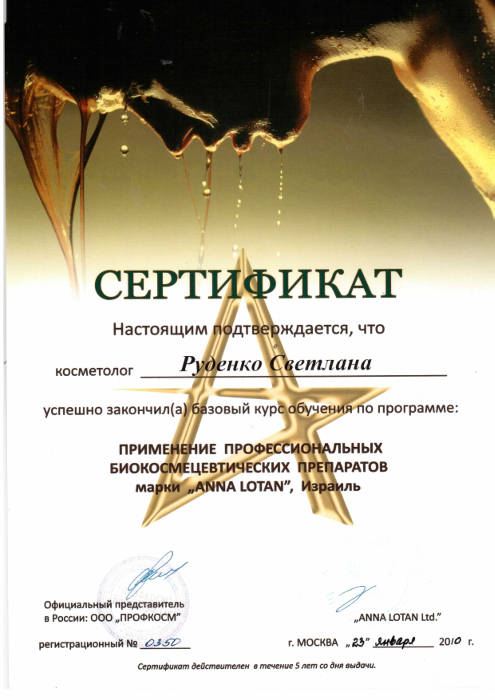 СЕРТИФИКАТ
Настоящим подтверждается, что
косметолог Руденко Светлана
успешно закончил(а) базовый курс обучения по программе:
ПРИМЕНЕНИЕ ПРОФЕССИОНАЛЬНЫХ
БИОКОСМЕЦЕВТИЧЕСКИХ ПРЕПАРАТОВ
марки „ANNA LOTAN”, Израиль
Официальный представитель
в России: ООО „ПРОФКОСМ”
„ANNA LOTAN Ltd.”
регистрационный № 0350
г. МОСКВА „23” января 2010 г.
Сертификат действителен в течение 5 лет со дня выдачи.